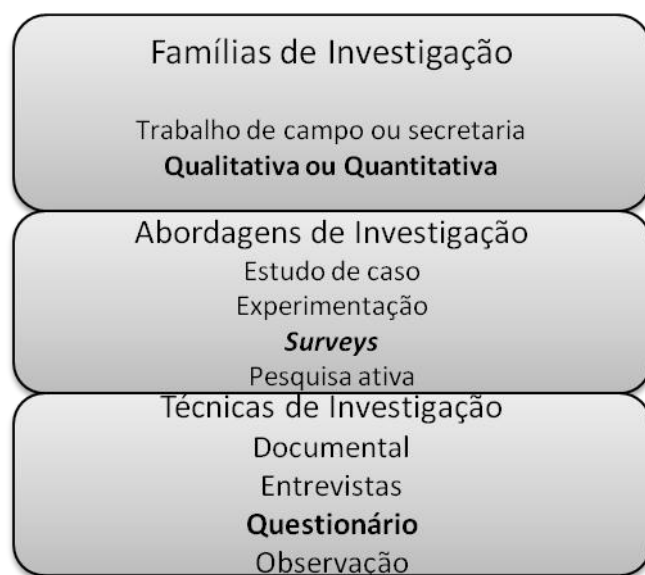 Famílias de Investigação
Trabalho de campo ou secretaria
Qualitativa ou Quantitativa
Abordagens de Investigação
Estudo de caso
Experimentação
Surveys
Pesquisa ativa
Técnicas de Investigação
Documental
Entrevistas
Questionário
Observação